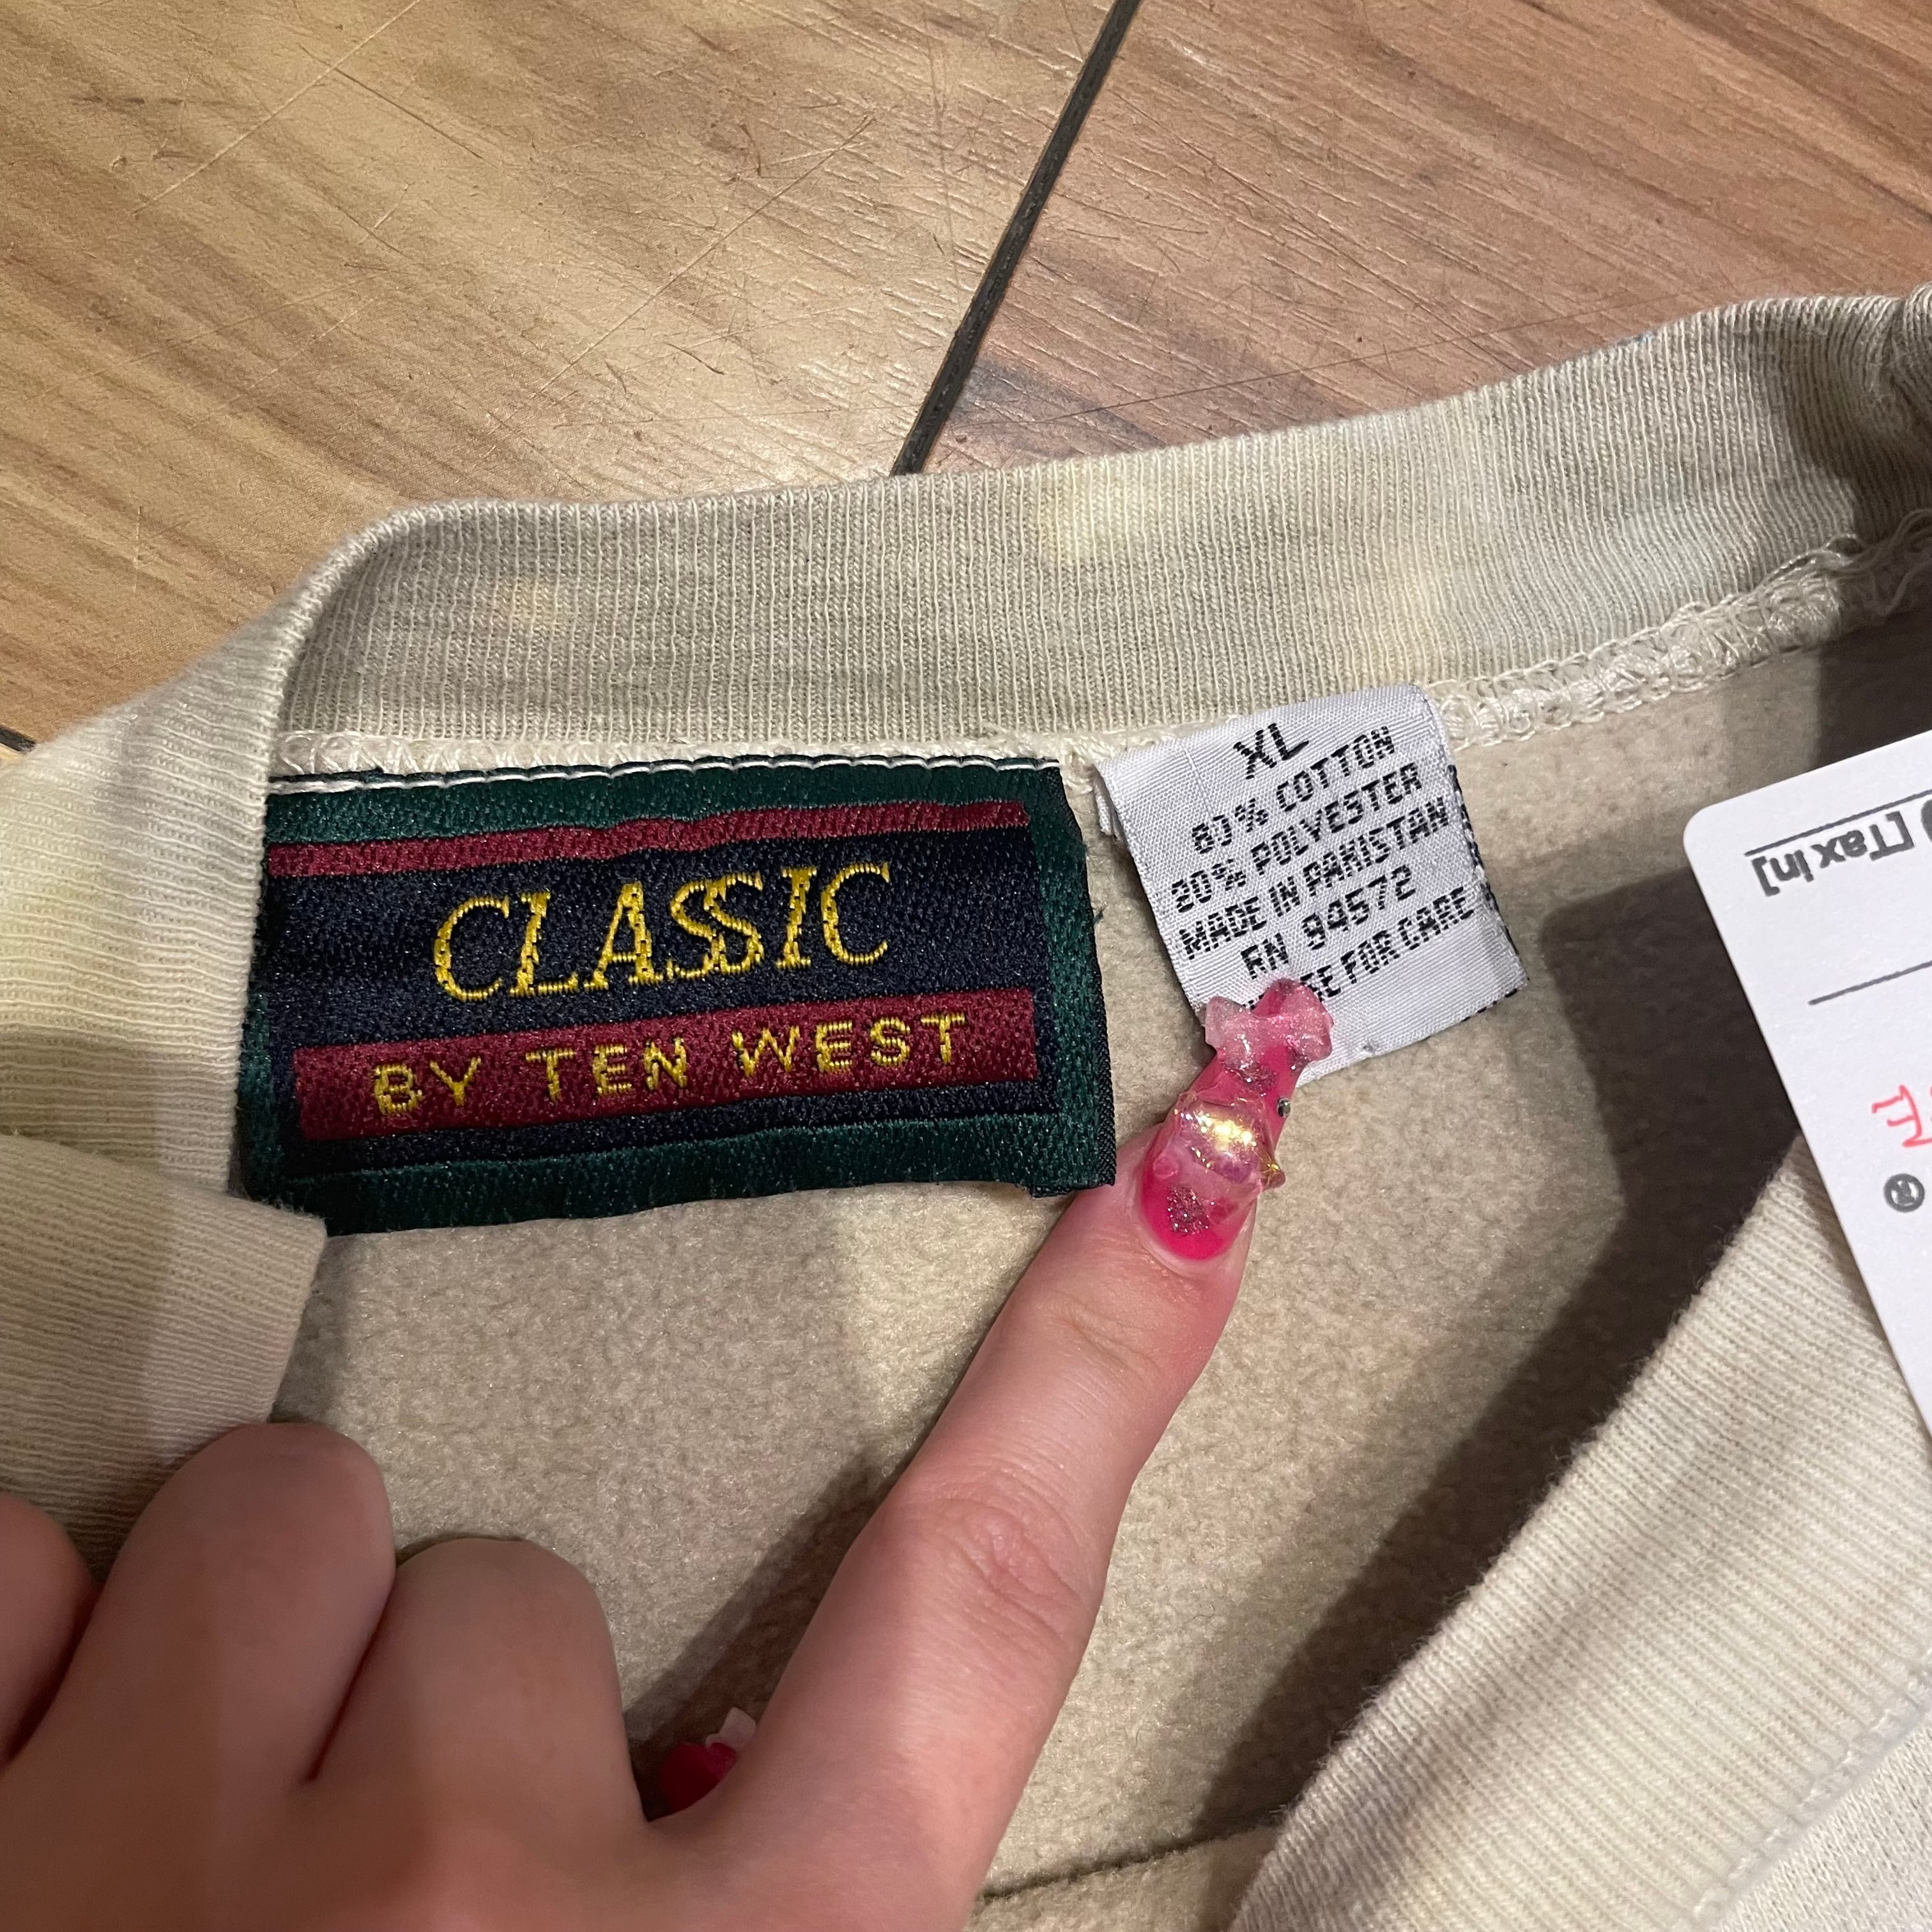 CLASSIC
BY TEN WEST
XL
80% COTTON
20% POLYESTER
MADE IN PAKISTAN
RN 94572
FOR CARE
[Tax in]
®